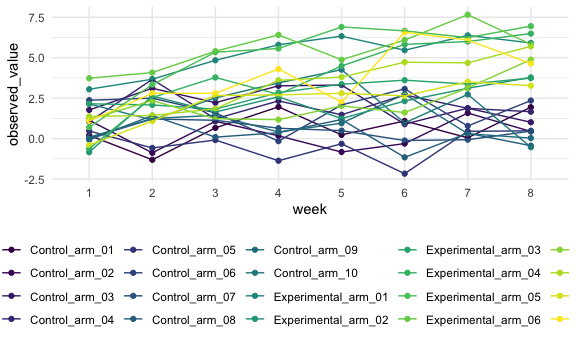 7.5
5.0
2.5
0.0
-2.5
observed_value
1 2 3 4 5 6 7 8
week
Control_arm_01 Control_arm_05 Control_arm_09 Experimental_arm_03
Control_arm_02 Control_arm_06 Control_arm_10 Experimental_arm_04
Control_arm_03 Control_arm_07 Experimental_arm_01 Experimental_arm_05
Control_arm_04 Control_arm_08 Experimental_arm_02 Experimental_arm_06